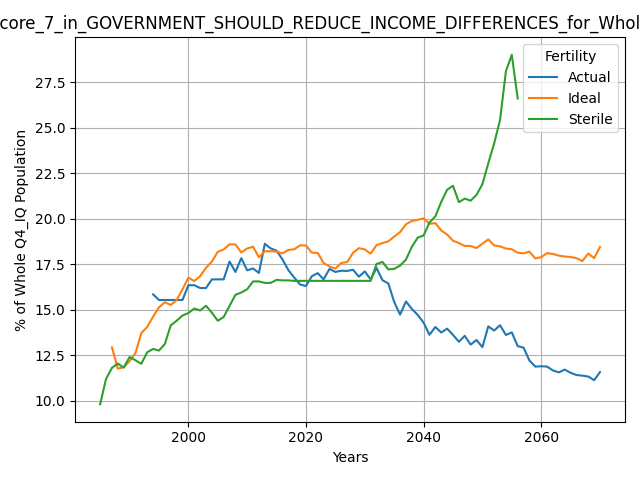 core_7_in_GOVERNMENT_SHOULD_REDUCE_INCOME_DIFFERENCES_for_Whol
Fertility
Actual
Ideal
Sterile
% of Whole Q4_IQ Population
27.5
25.0
22.5
20.0
17.5
15.0
12.5
10.0
2000
2020
2040
2060
Years